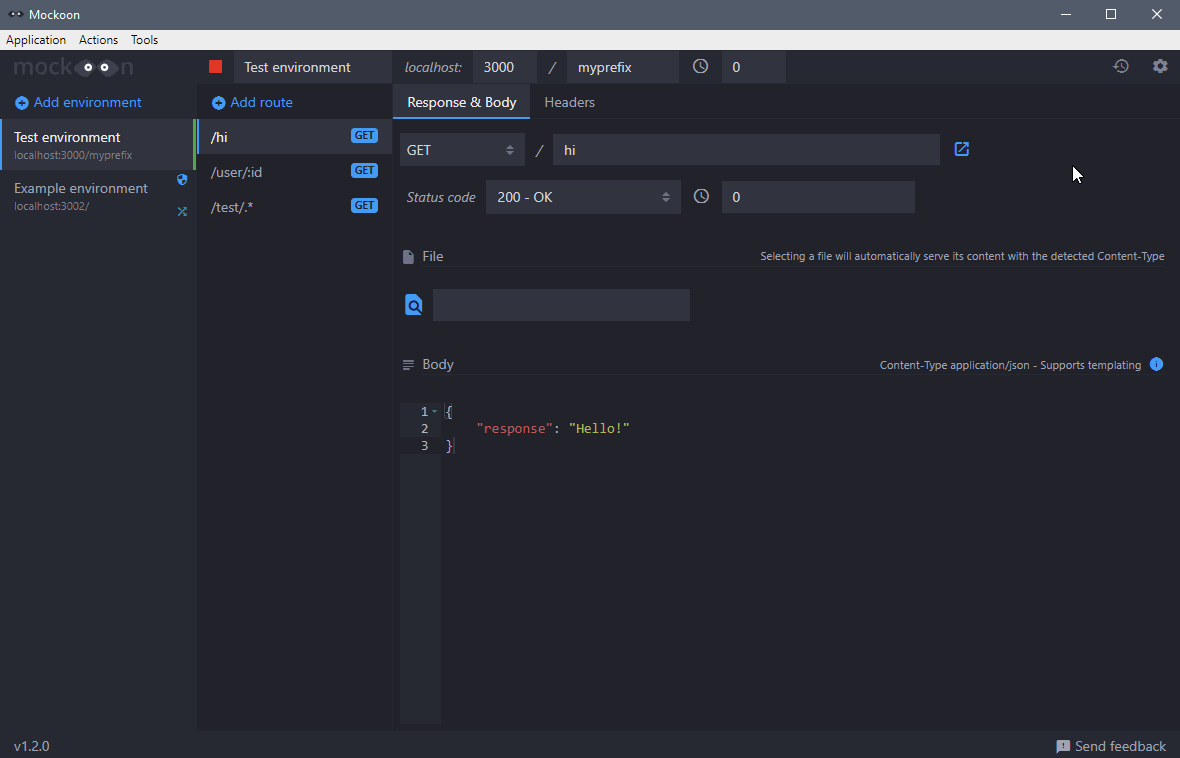 Mockoon
Application Actions Tools
mockoon
Test environment localhost: 3000 / myprefix 0
Add environment
Test environment
localhost:3000/myprefix
Example environment
localhost:3002/
Add route
/hi GET
/user/:id GET
/test/.* GET
Response & Body Headers
GET / hi
Status code 200 - OK 0
File Selecting a file will automatically serve its content with the detected Content-Type
Body Content-Type application/json - Supports templating
1 {
2 "response": "Hello!"
3 }
v1.2.0 Send feedback